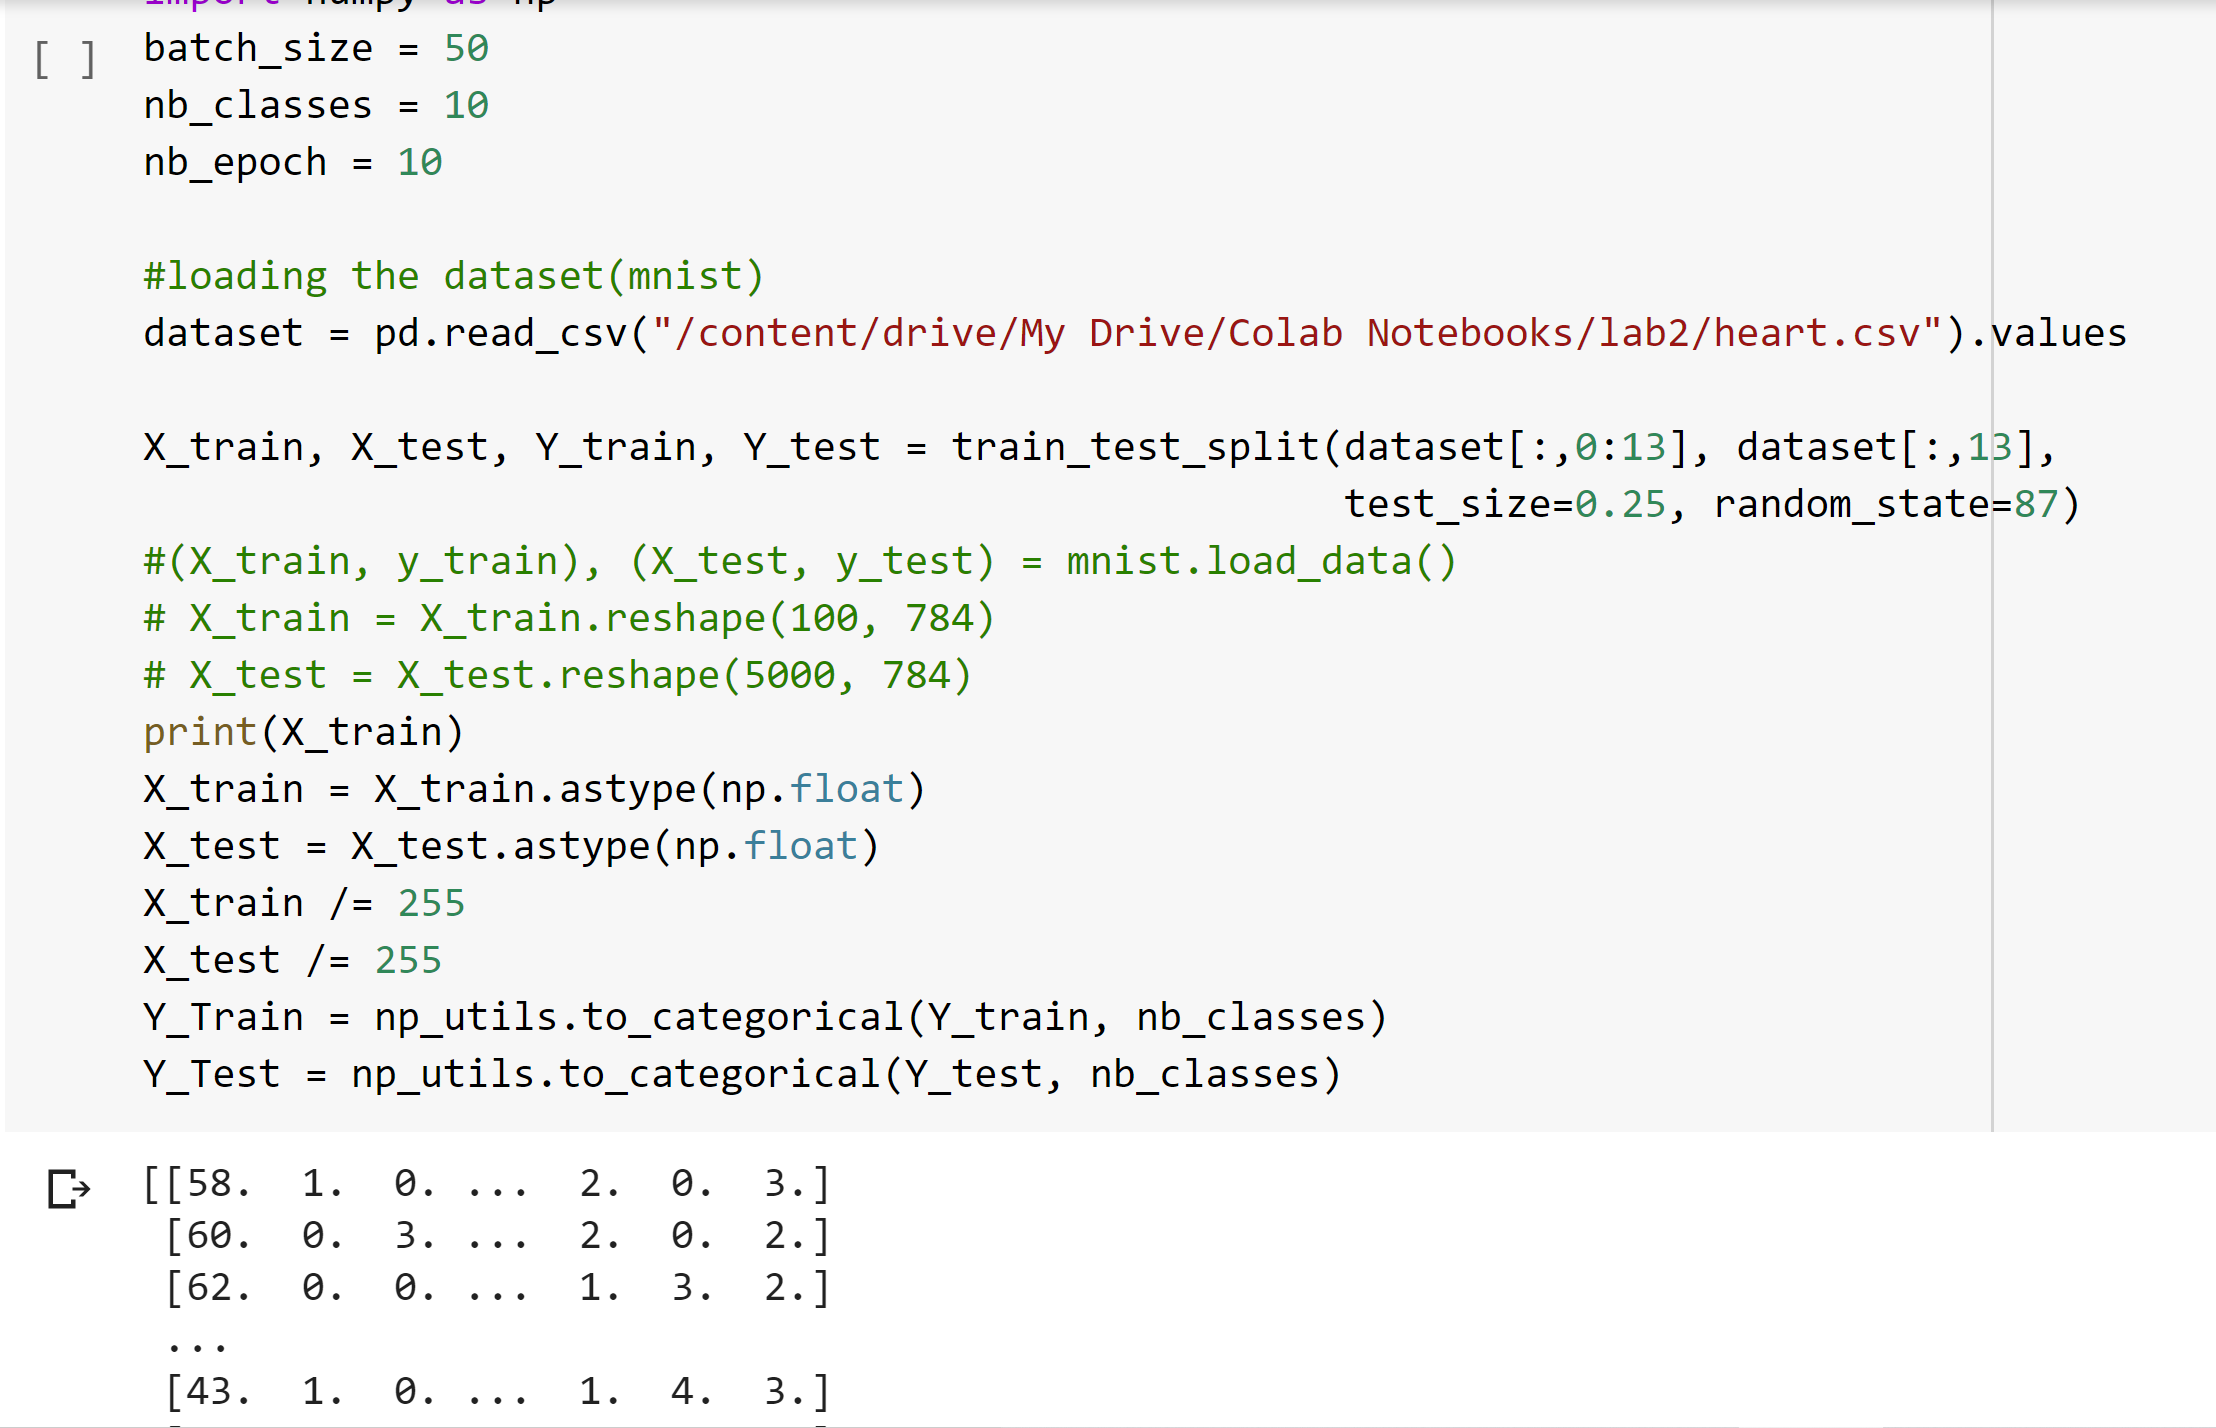 import numpy as np
[ ] batch_size = 50
nb_classes = 10
nb_epoch = 10
#loading the dataset(mnist)
dataset = pd.read_csv("/content/drive/My Drive/Colab Notebooks/lab2/heart.csv").values
X_train, X_test, Y_train, Y_test = train_test_split(dataset[:,0:13], dataset[:,13],
test_size=0.25, random_state=87)
#(X_train, y_train), (X_test, y_test) = mnist.load_data()
# X_train = X_train.reshape(100, 784)
# X_test = X_test.reshape(5000, 784)
print(X_train)
X_train = X_train.astype(np.float)
X_test = X_test.astype(np.float)
X_train /= 255
X_test /= 255
Y_Train = np_utils.to_categorical(Y_train, nb_classes)
Y_Test = np_utils.to_categorical(Y_test, nb_classes)
[[58. 1. 0. ... 2. 0. 3.]
[60. 0. 3. ... 2. 0. 2.]
[62. 0. 0. ... 1. 3. 2.]
...
[43. 1. 0. ... 1. 4. 3.]